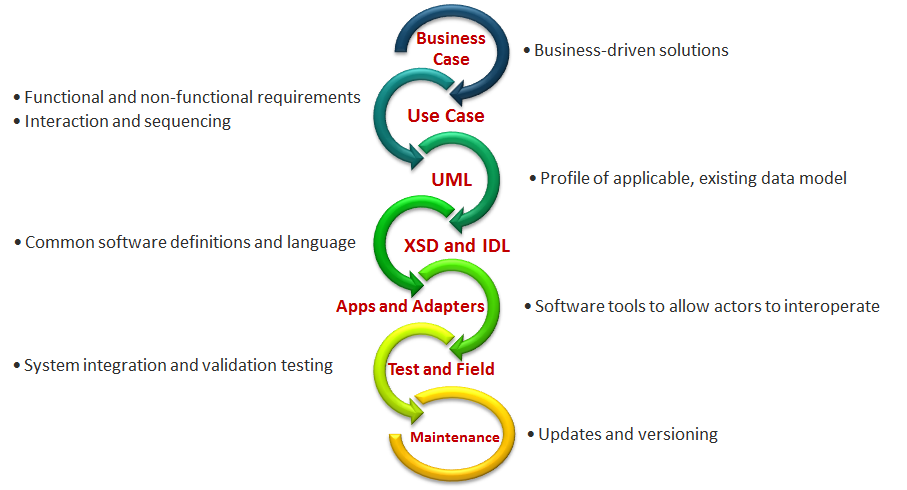 Business
Case
• Business-driven solutions
• Functional and non-functional requirements
• Interaction and sequencing
Use Case
UML
• Profile of applicable, existing data model
• Common software definitions and language
XSD and IDL
Apps and Adapters
• Software tools to allow actors to interoperate
• System integration and validation testing
Test and Field
Maintenance
• Updates and versioning